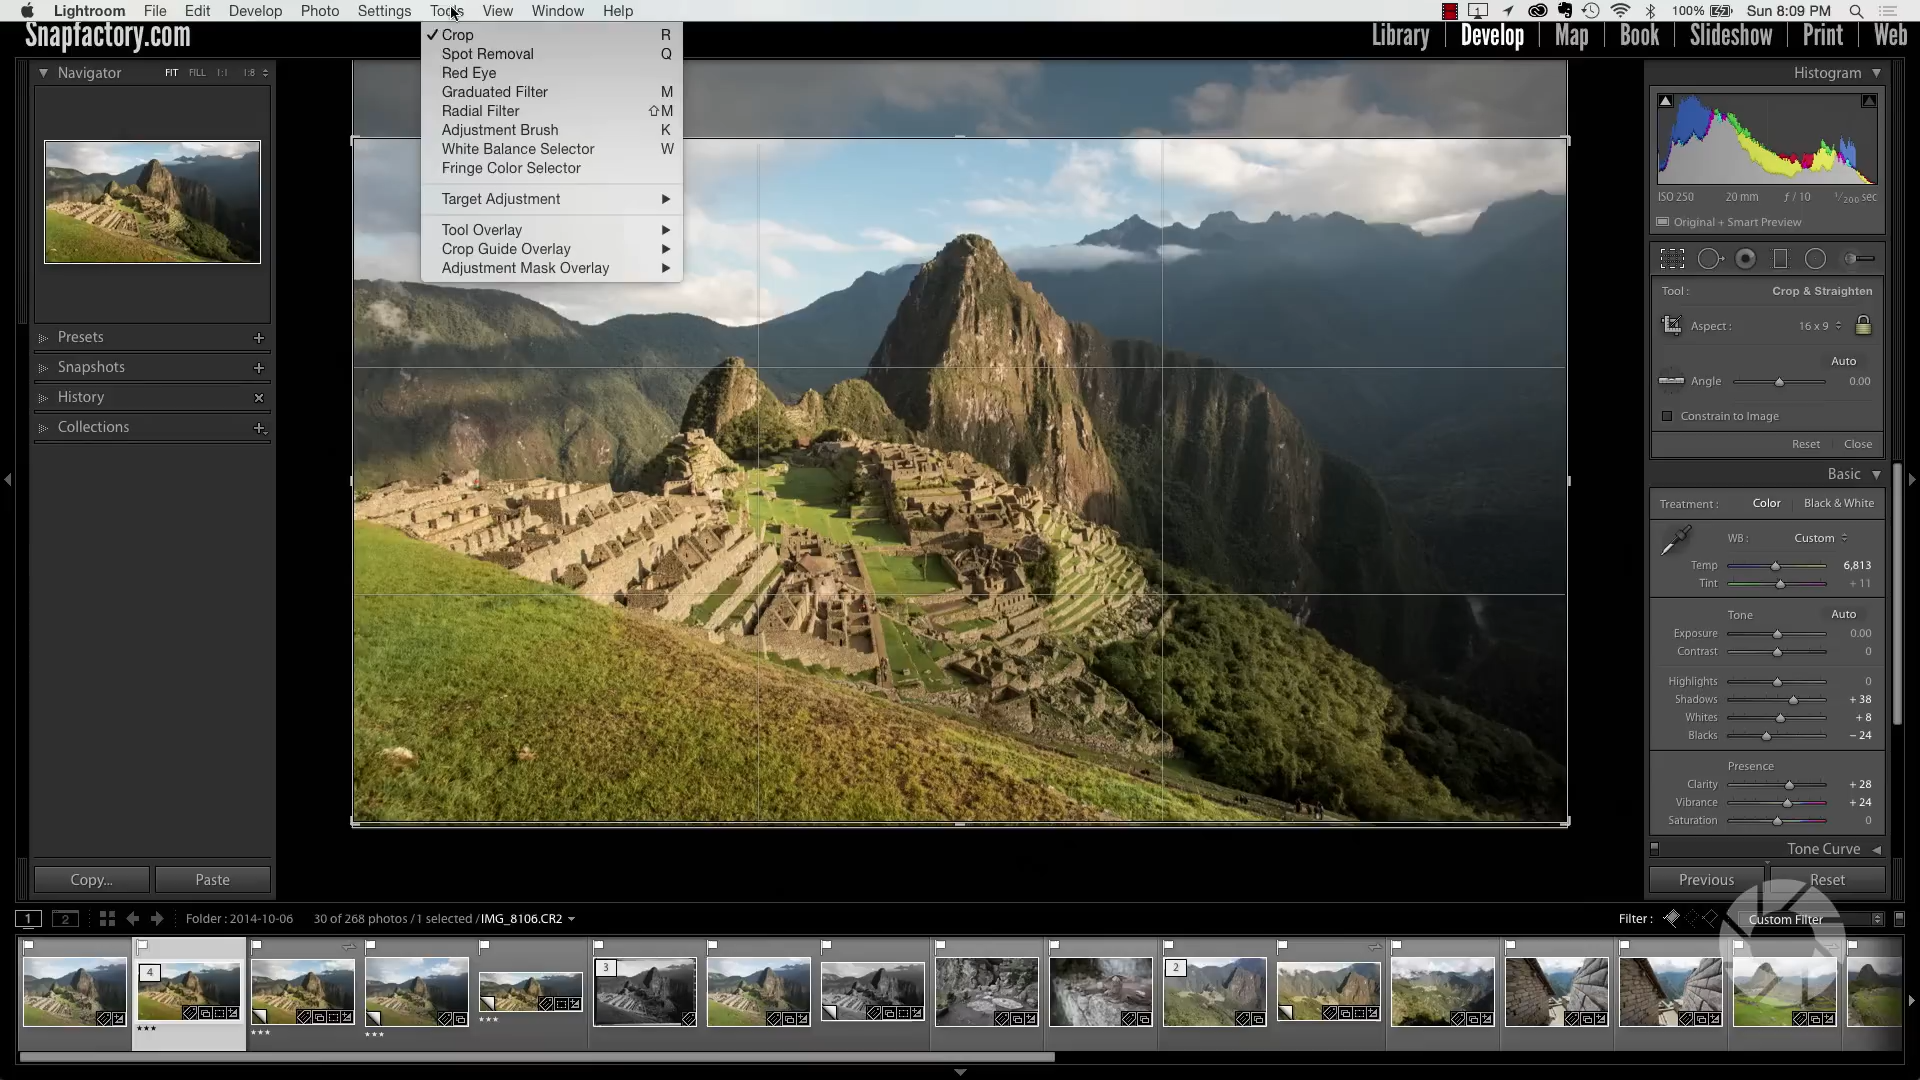 Lightroom File Edit Develop Photo Settings Tools View Window Help 1 100% Sun 8:09 PM
Snapfactory.com Library Develop Map Book Slideshow Print Web
✓ Crop R
Spot Removal Q
Red Eye
Graduated Filter M
Radial Filter ⇧M
Adjustment Brush K
White Balance Selector W
Fringe Color Selector
Target Adjustment
Tool Overlay
Crop Guide Overlay
Adjustment Mask Overlay
Navigator FIT FILL 1:1 1:8
Presets
Snapshots
History
Collections
Copy... Paste
Histogram
ISO 250 20 mm ƒ / 10 1/200 sec
Original + Smart Preview
Tool : Crop & Straighten
Aspect : 16 x 9
Auto
Angle 0.00
Constrain to Image
Reset Close
Basic
Treatment : Color Black & White
WB : Custom
Temp 6,813
Tint + 11
Tone Auto
Exposure 0.00
Contrast 0
Highlights 0
Shadows + 38
Whites + 8
Blacks − 24
Presence
Clarity + 28
Vibrance + 24
Saturation 0
Tone Curve
Previous Reset
1 2 Folder : 2014-10-06 30 of 268 photos / 1 selected / IMG_8106.CR2 Filter : Custom Filter
4 3 2